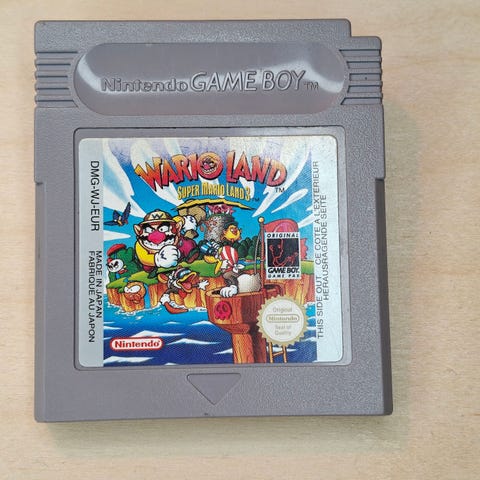 Nintendo GAME BOY TM
WARIO LAND TM
SUPER MARIO LAND 3
DMG-WJ-EUR
MADE IN JAPAN
FABRIQUE AU JAPON
ORIGINAL
Nintendo
GAME BOY
GAME PAK
Original
Nintendo
Seal of
Quality
Nintendo
THIS SIDE OUT
CE COTE A L'EXTERIEUR
HERAUSRAGENDE SEITE